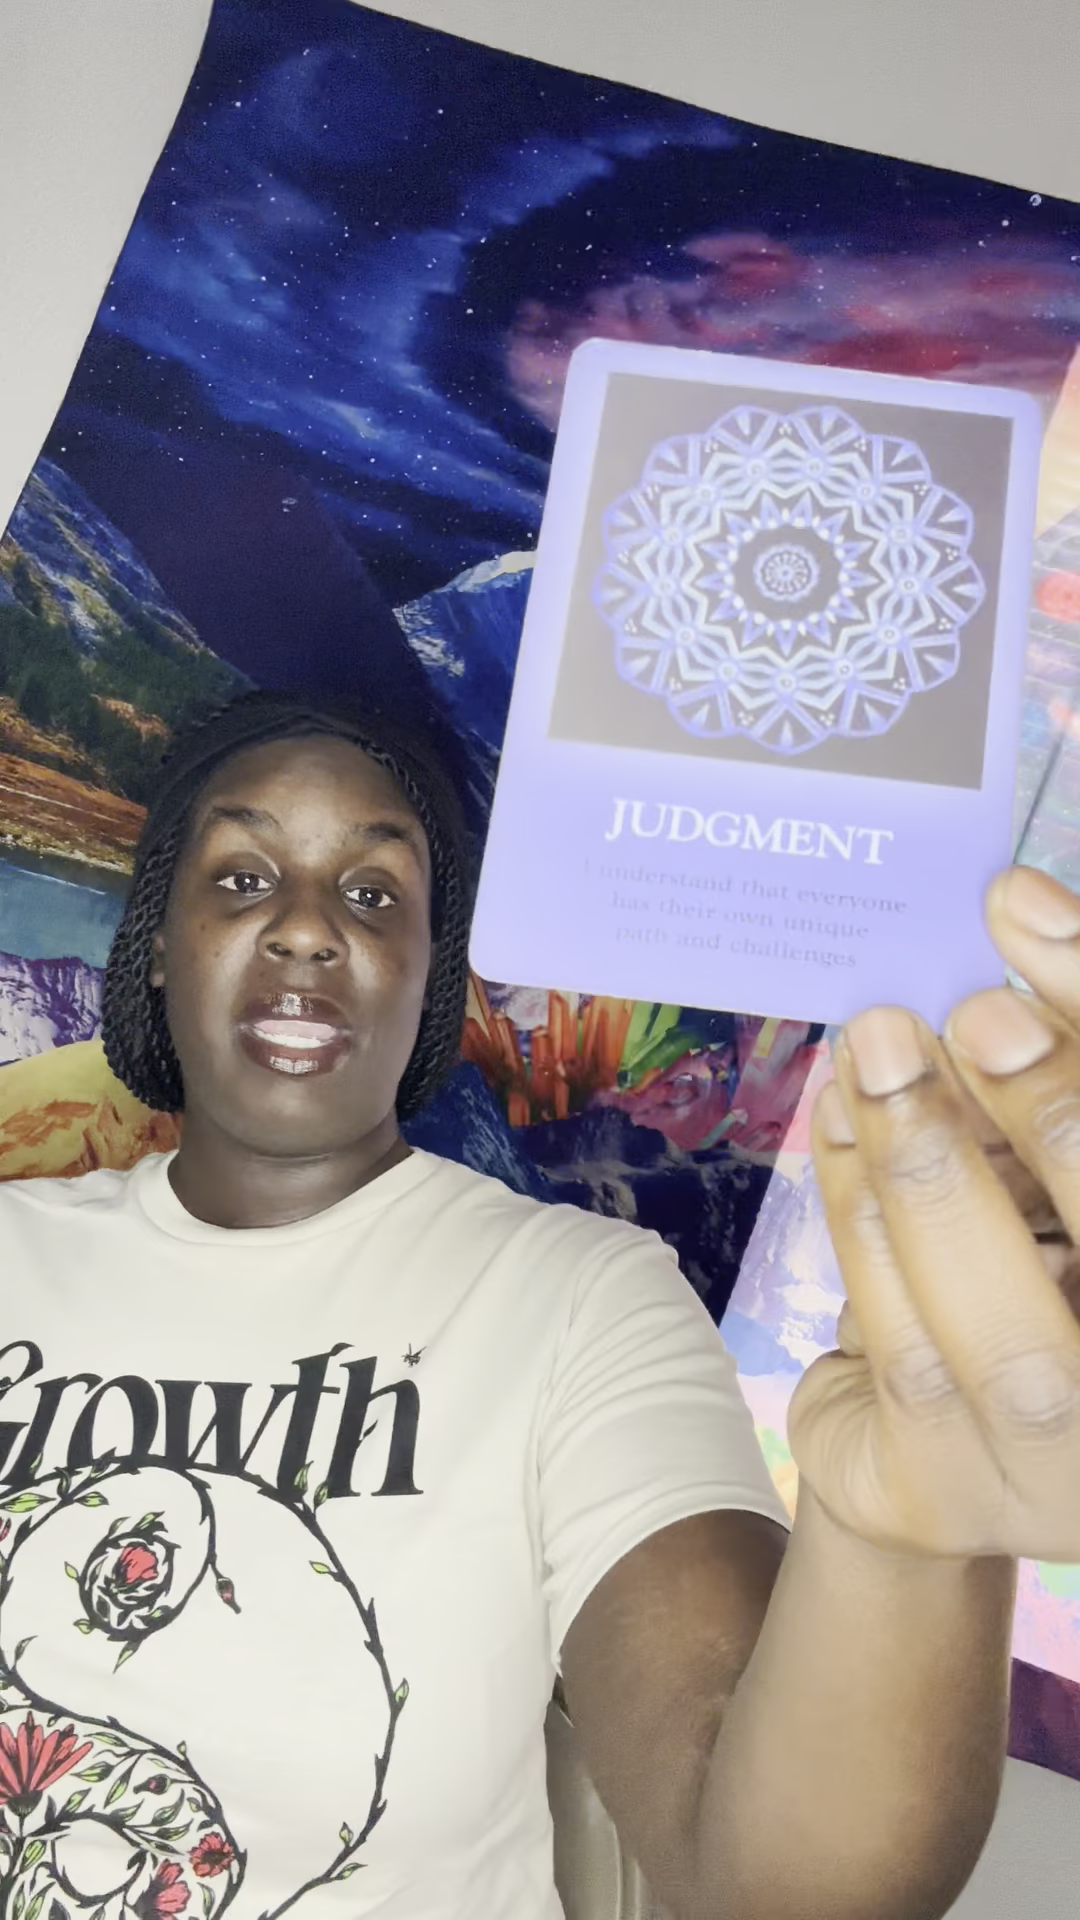 JUDGMENT
I understand that everyone
has their own unique
path and challenges
Growth